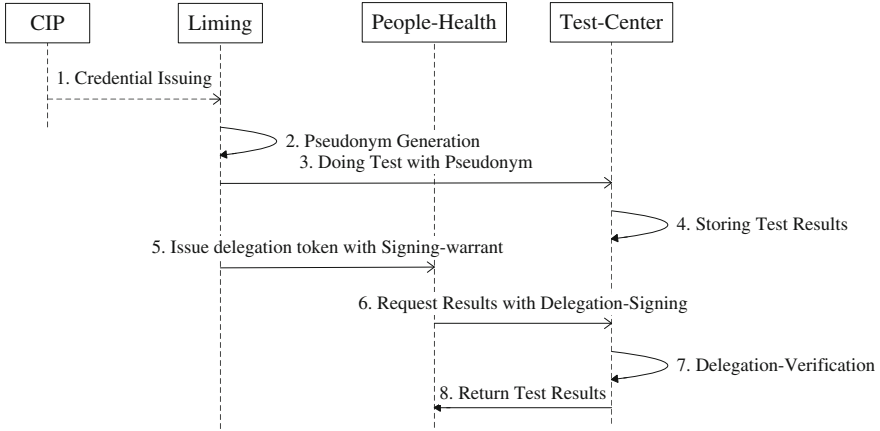 CIP
Liming
People-Health
Test-Center
1. Credential Issuing
2. Pseudonym Generation
3. Doing Test with Pseudonym
4. Storing Test Results
5. Issue delegation token with Signing-warrant
6. Request Results with Delegation-Signing
7. Delegation-Verification
8. Return Test Results